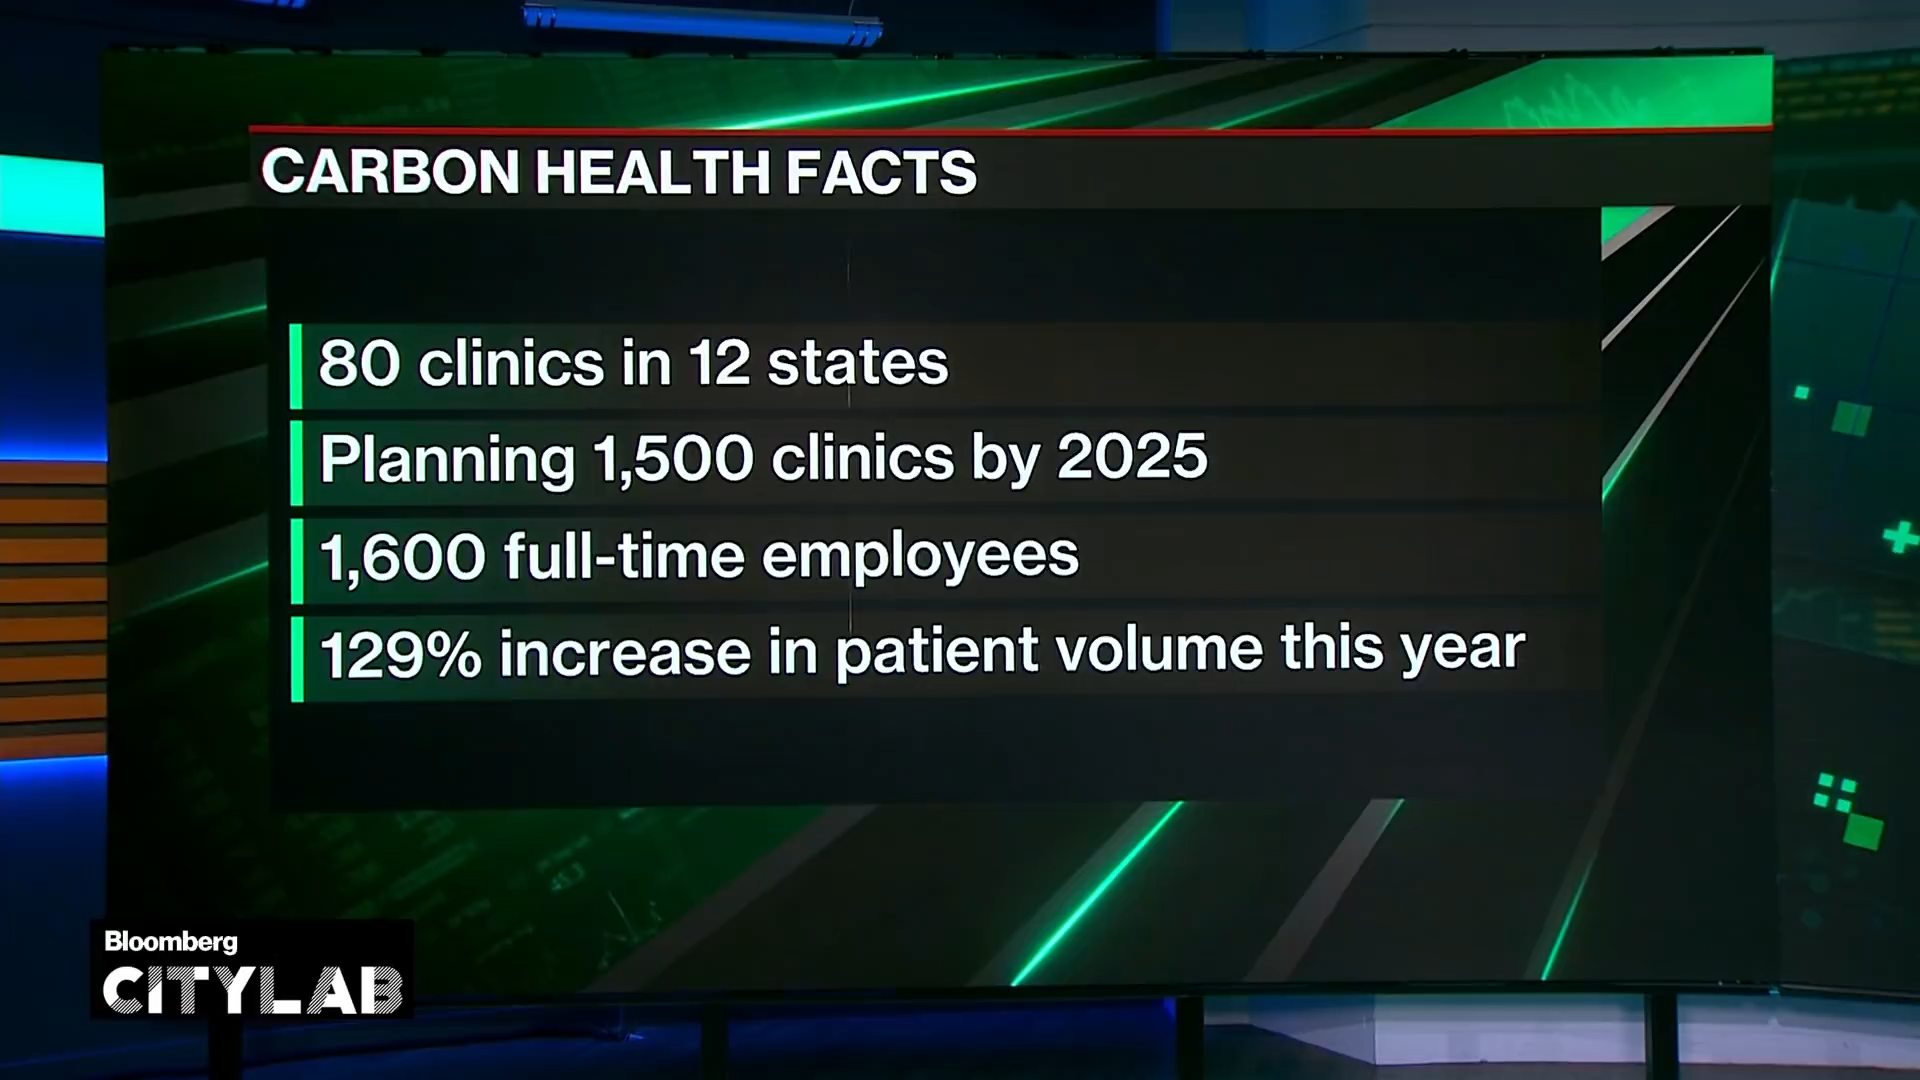 CARBON HEALTH FACTS
80 clinics in 12 states
Planning 1,500 clinics by 2025
1,600 full-time employees
129% increase in patient volume this year
Bloomberg
CITYLAB